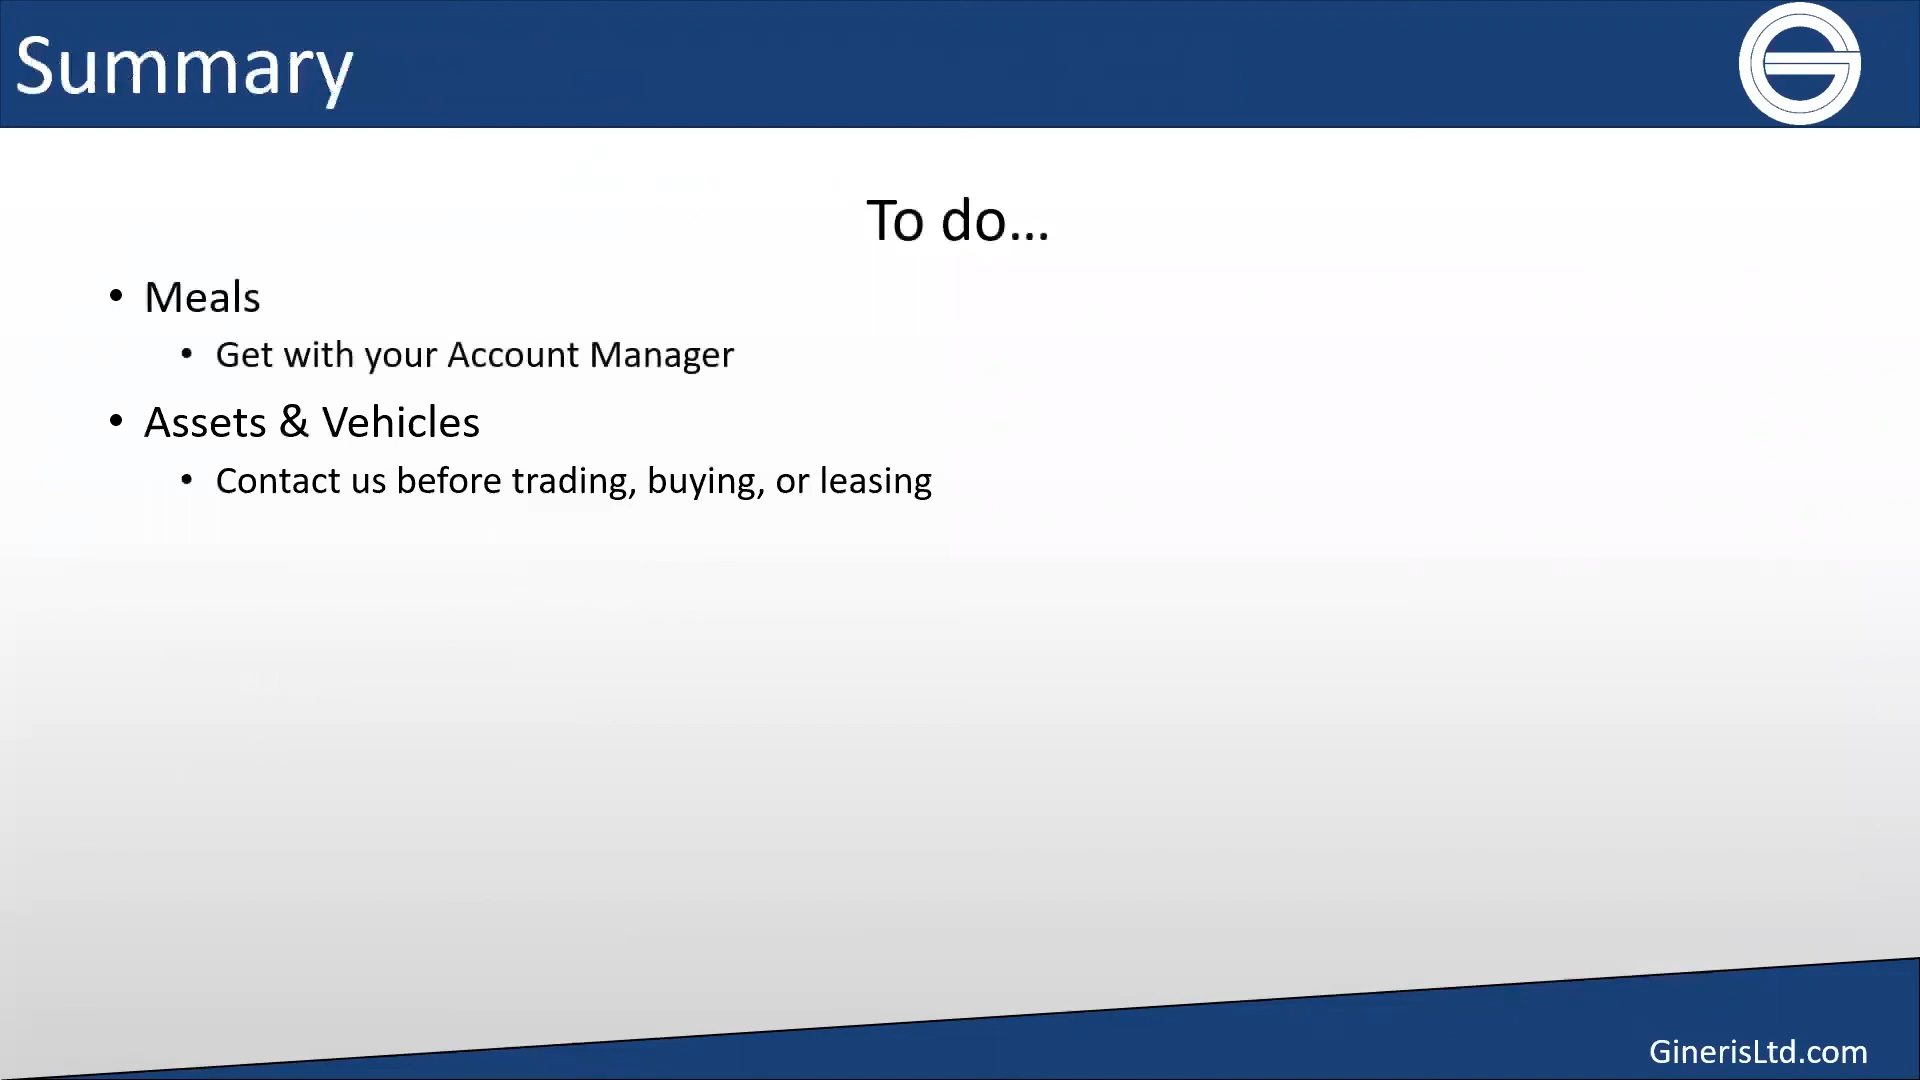 Summary
To do...
• Meals
• Get with your Account Manager
• Assets & Vehicles
• Contact us before trading, buying, or leasing
GinerisLtd.com